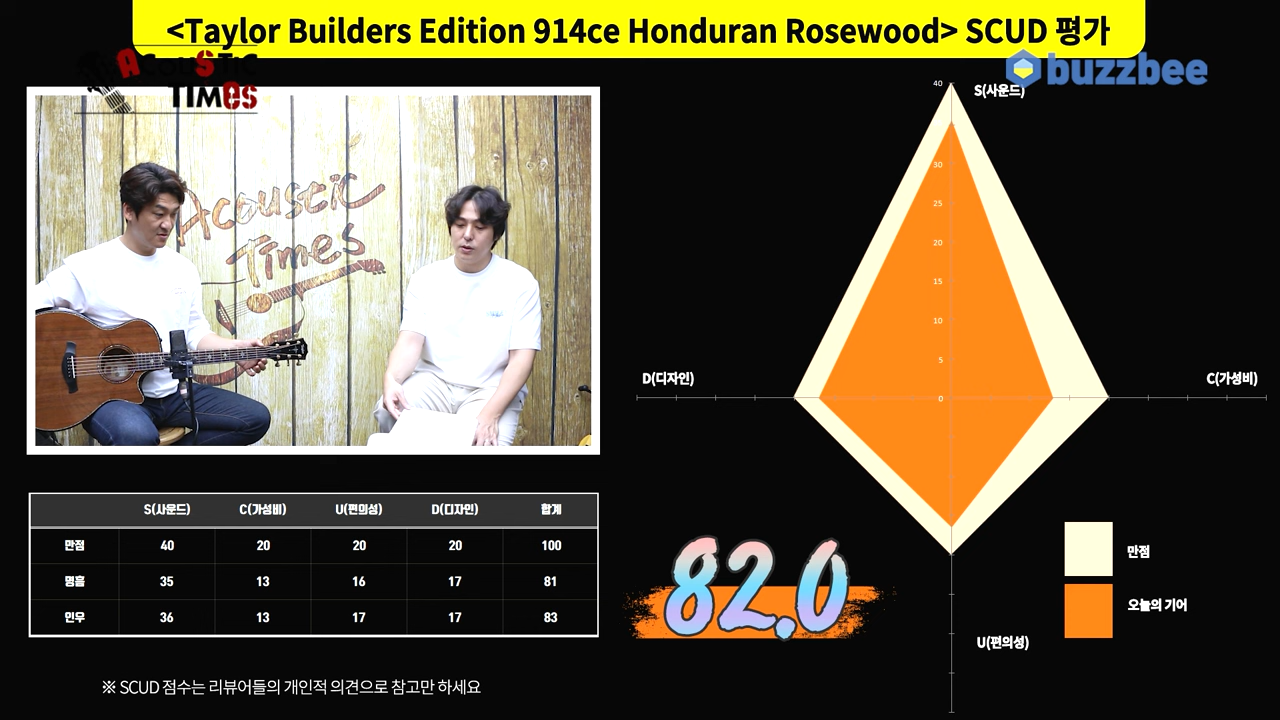 <Taylor Builders Edition 914ce Honduran Rosewood> SCUD 평가
AcouSTic
TIMes
buzzbee
Acoustic
Times
S(사운드)
40
30
25
20
15
10
5
0
D(디자인)
C(가성비)
U(편의성)
만점
오늘의 기어
S(사운드) C(가성비) U(편의성) D(디자인) 합계
만점 40 20 20 20 100
명흠 35 13 16 17 81
인우 36 13 17 17 83
82.0
※ SCUD 점수는 리뷰어들의 개인적 의견으로 참고만 하세요